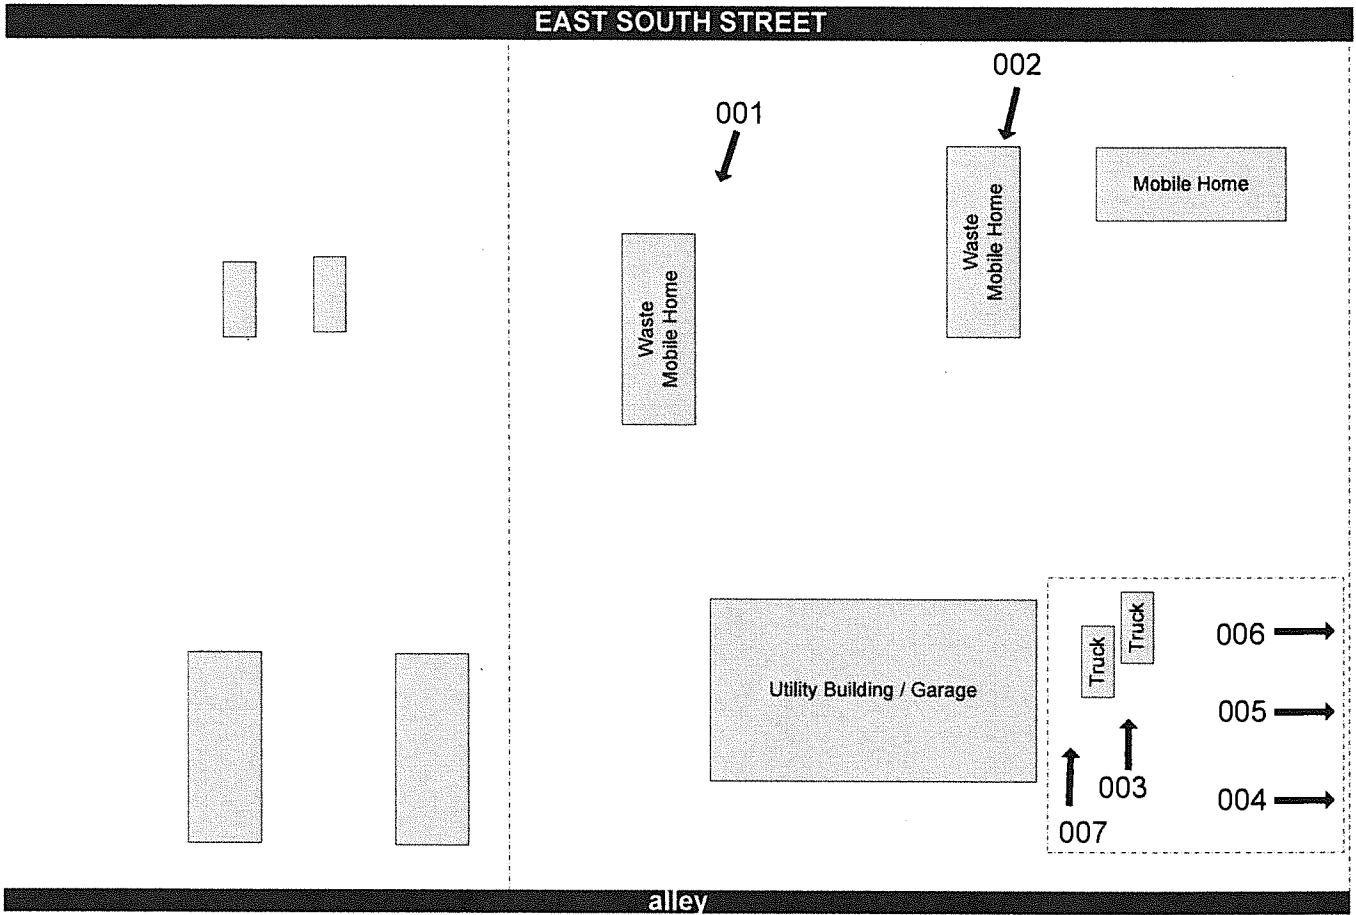 EAST SOUTH STREET
002
001
Mobile Home
Waste
Mobile Home
Waste
Mobile Home
Truck
Truck
006
Utility Building / Garage
005
003
004
007
alley